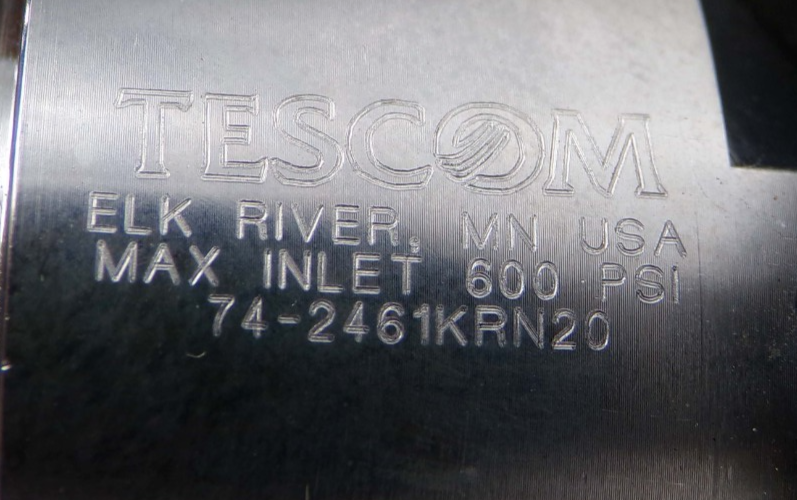 TESCOM
ELK RIVER, MN USA
MAX INLET 600 PSI
74-2461KRN20